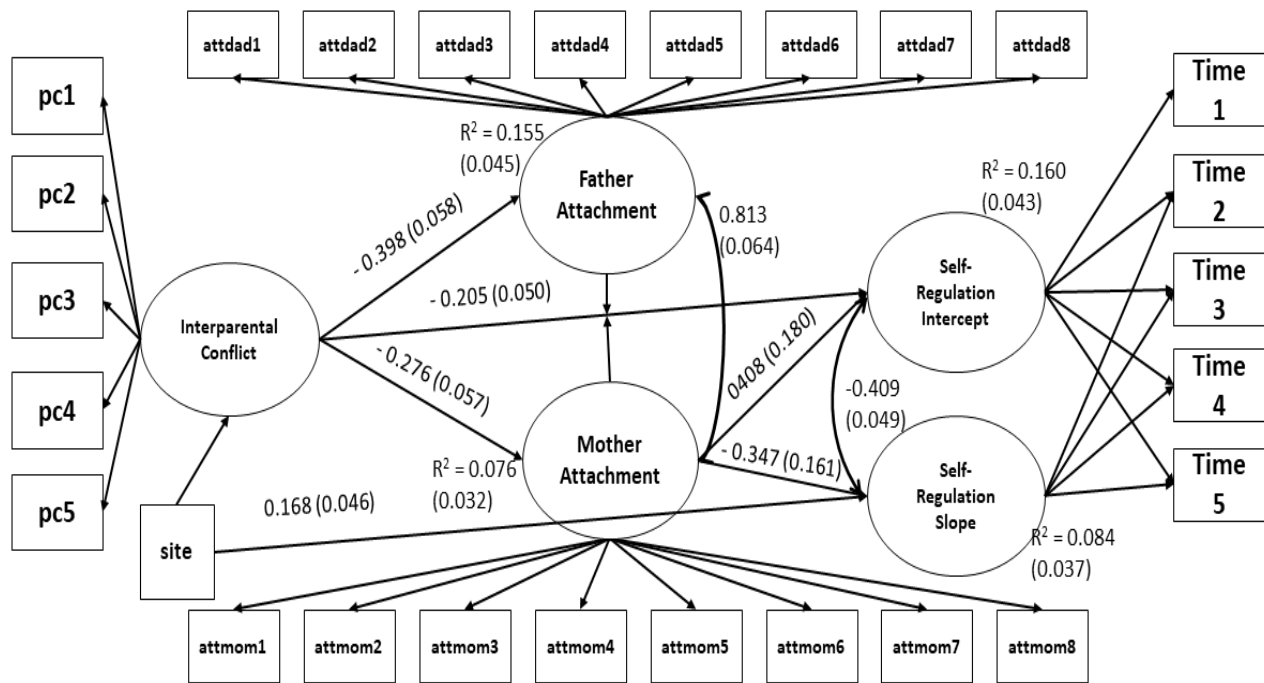 attdad1
attdad2
attdad3
attdad4
attdad5
attdad6
attdad7
attdad8
pc1
pc2
pc3
pc4
pc5
Time
1
Time
2
Time
3
Time
4
Time
5
R² = 0.155
(0.045)
Father
Attachment
R² = 0.160
(0.043)
- 0.398 (0.058)
0.813
(0.064)
- 0.205 (0.050)
Self-
Regulation
Intercept
Interparental
Conflict
- 0.276 (0.057)
0408 (0.180)
-0.409
(0.049)
Mother
Attachment
- 0.347 (0.161)
R² = 0.076
(0.032)
Self-
Regulation
Slope
0.168 (0.046)
site
R² = 0.084
(0.037)
attmom1
attmom2
attmom3
attmom4
attmom5
attmom6
attmom7
attmom8